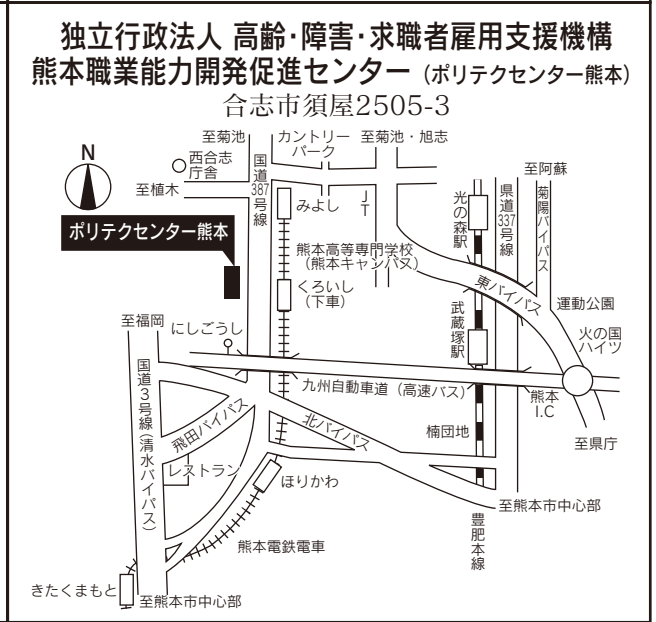 独立行政法人 高齢・障害・求職者雇用支援機構
熊本職業能力開発促進センター（ポリテクセンター熊本）
合志市須屋2505-3
至菊池
カントリー
パーク
至菊池・旭志
N
西合志
庁舎
国道387号線
至阿蘇
至植木
みよし
JT
光の森駅
県道337号線
菊陽バイパス
ポリテクセンター熊本
熊本高等専門学校
（熊本キャンパス）
くろいし
（下車）
東バイパス
運動公園
至福岡
にしごうし
武蔵塚駅
火の国
ハイツ
国道3号線（清水バイパス）
九州自動車道（高速バス）
熊本
I.C
飛田バイパス
北バイパス
楠団地
至県庁
レストラン
ほりかわ
至熊本市中心部
豊肥本線
熊本電鉄電車
きたくまもと
至熊本市中心部